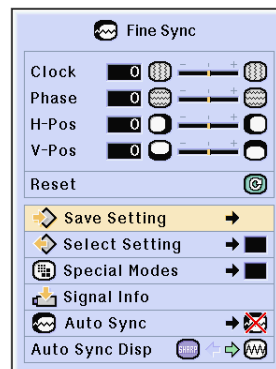 Fine Sync
Clock 0 - +
Phase 0 - +
H-Pos 0 - +
V-Pos 0 - +
Reset
Save Setting
Select Setting
Special Modes
Signal Info
Auto Sync
Auto Sync Disp SHARP